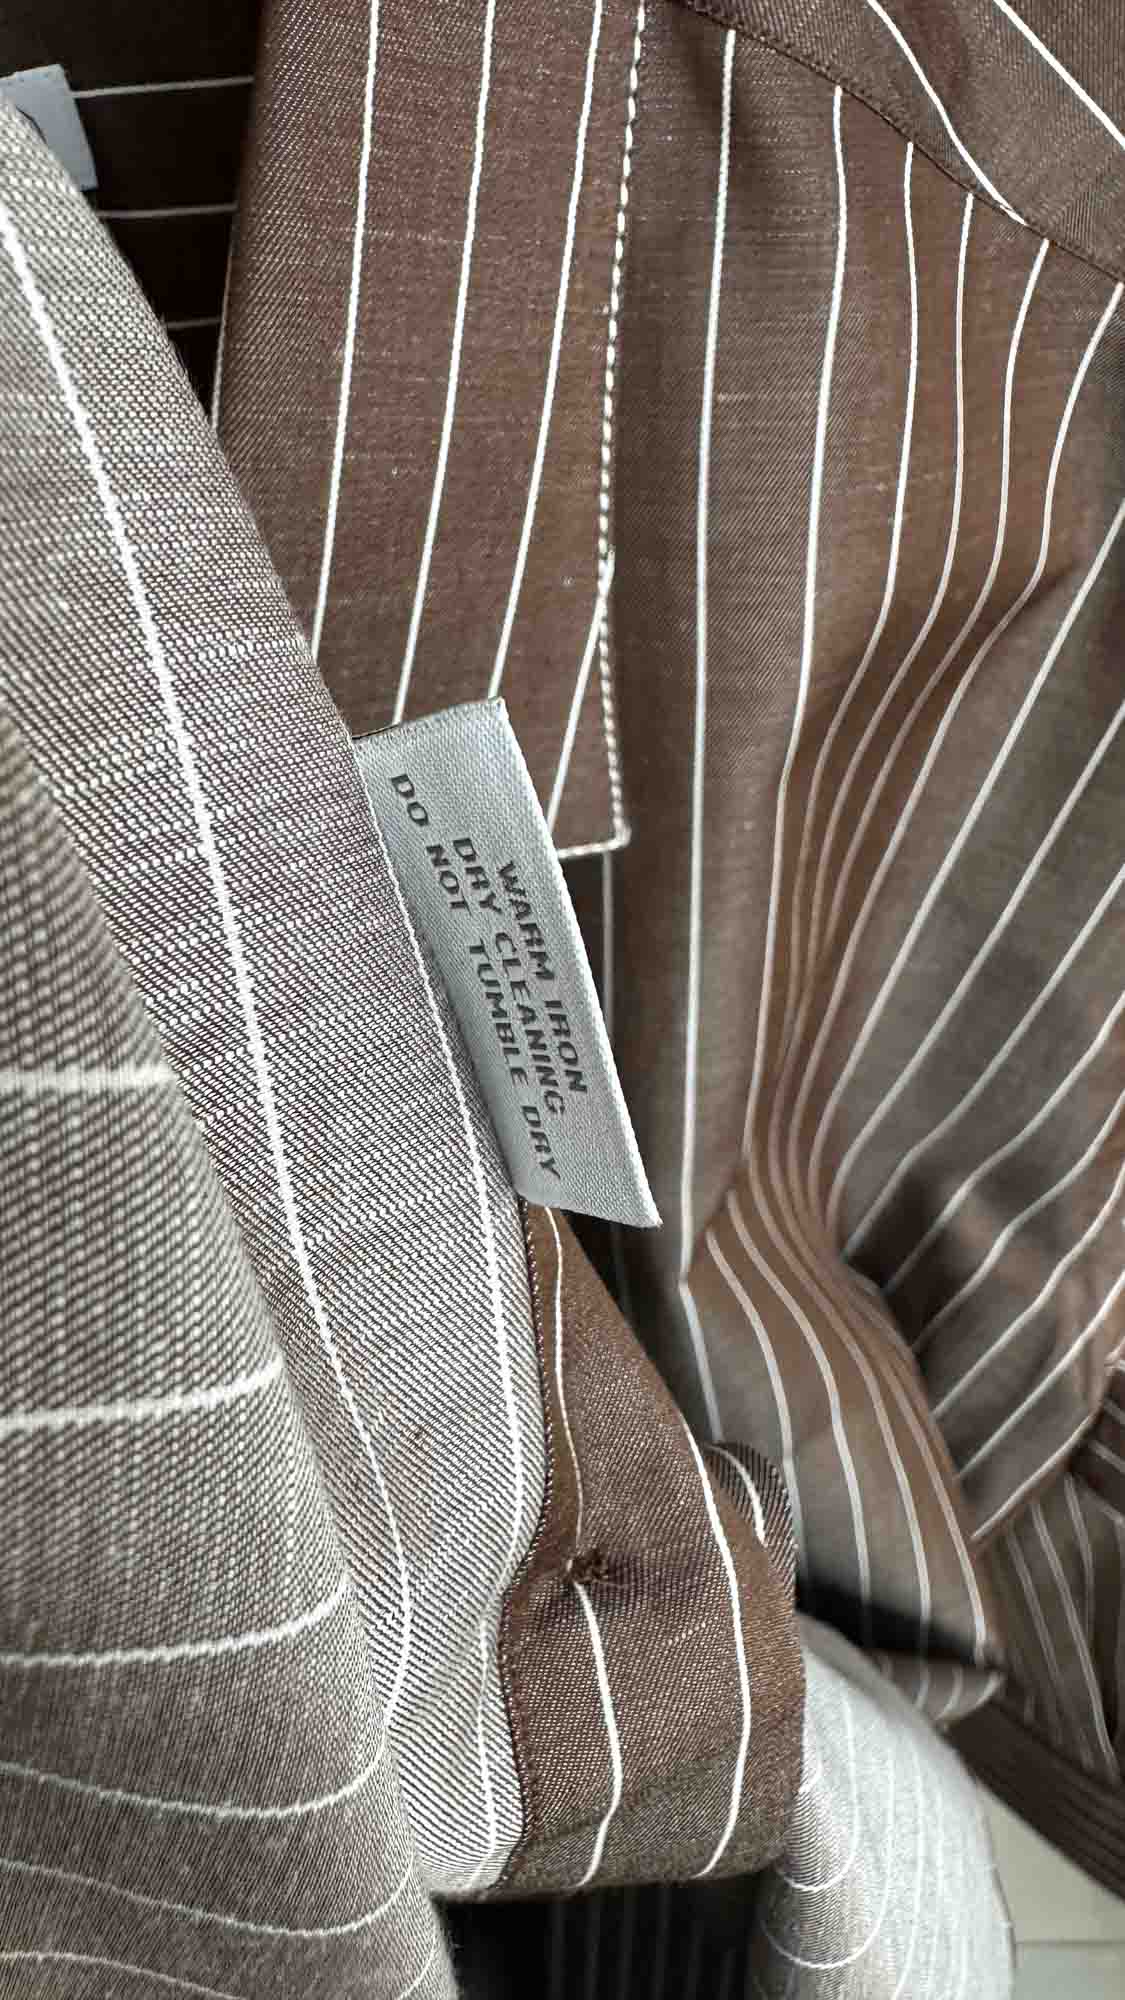 WARM IRON
DRY CLEANING
DO NOT TUMBLE DRY